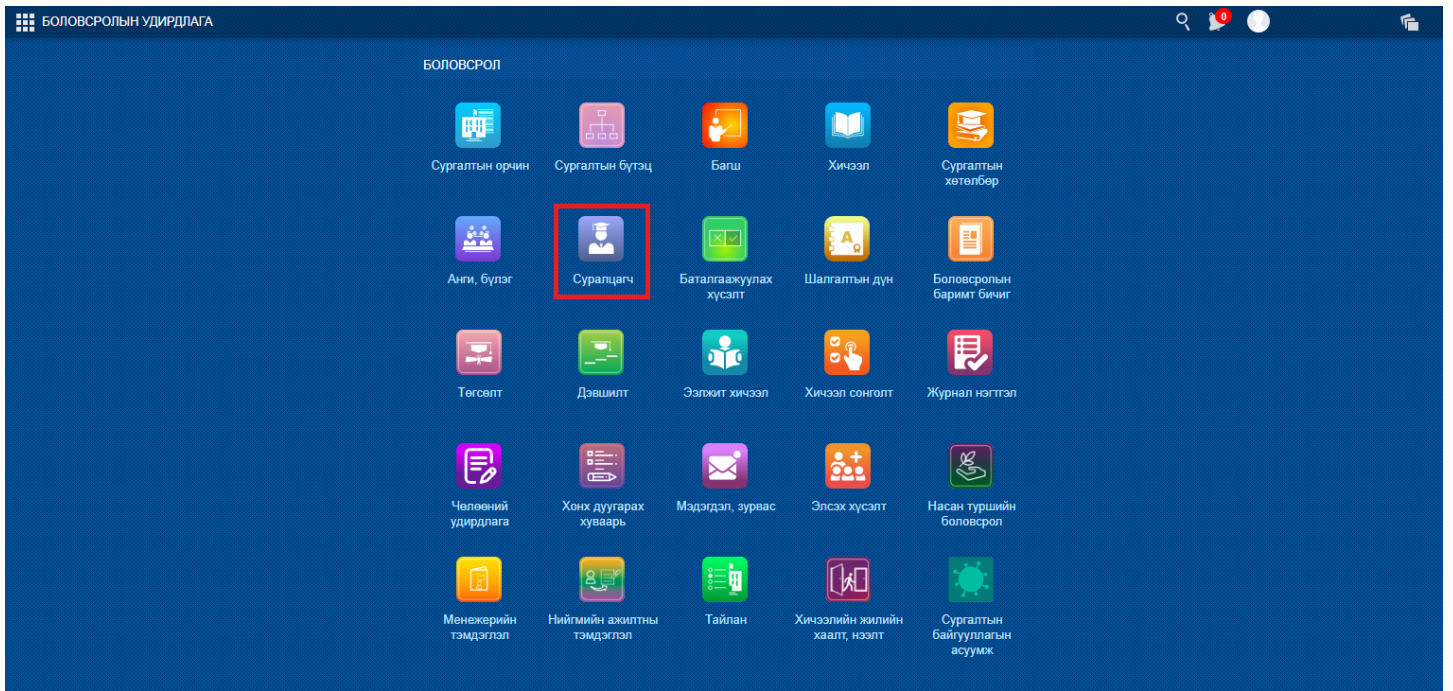 БОЛОВСРОЛЫН УДИРДЛАГА
0
БОЛОВСРОЛ
Сургалтын орчин
Сургалтын бүтэц
Багш
Хичээл
Сургалтын
хөтөлбөр
Анги, бүлэг
Суралцагч
Баталгаажуулах
хүсэлт
Шалгалтын дүн
Боловсролын
баримт бичиг
Төгсөлт
Дэвшилт
Ээлжит хичээл
Хичээл сонголт
Журнал нэгтгэл
Чөлөөний
удирдлага
Хонх дуугарах
хуваарь
Мэдэгдэл, зурвас
Элсэх хүсэлт
Насан туршийн
боловсрол
Менежерийн
тэмдэглэл
Нийгмийн ажилтны
тэмдэглэл
Тайлан
Хичээлийн жилийн
хаалт, нээлт
Сургалтын
байгууллагын
асуумж